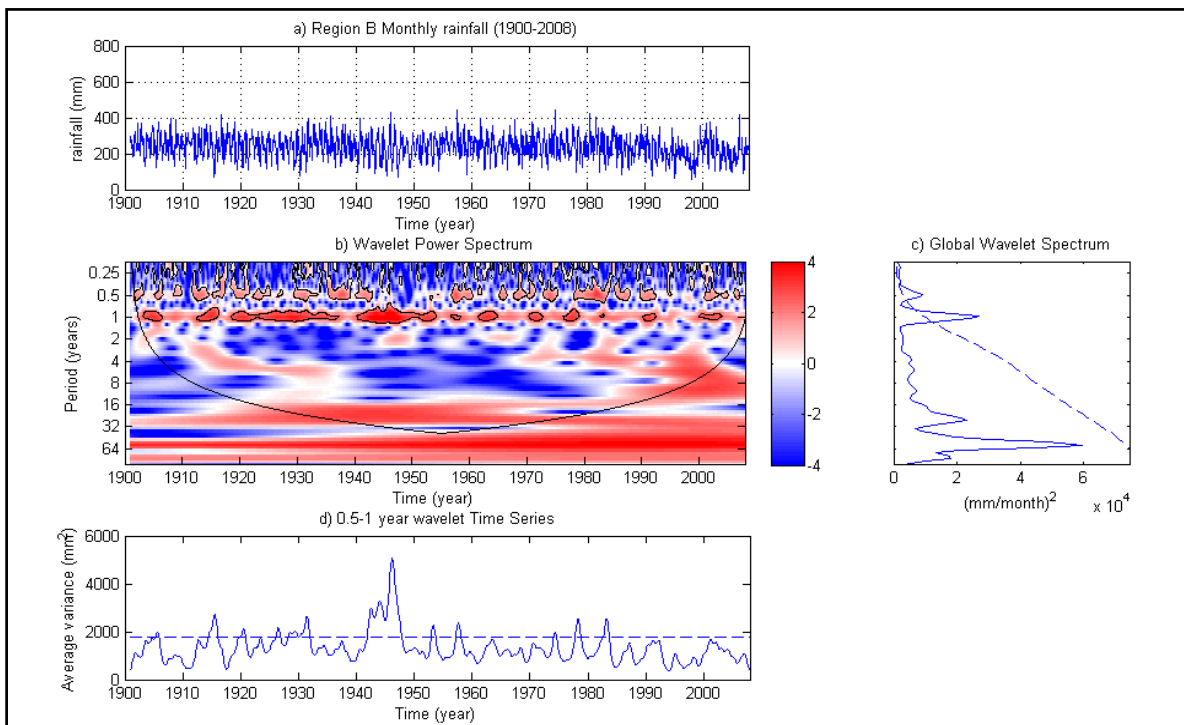 a) Region B Monthly rainfall (1900-2008)
800
600
400
200
0
rainfall (mm)
1900 1910 1920 1930 1940 1950 1960 1970 1980 1990 2000
Time (year)
b) Wavelet Power Spectrum
0.25
0.5
1
2
4
8
16
32
64
Period (years)
1900 1910 1920 1930 1940 1950 1960 1970 1980 1990 2000
Time (year)
4
2
0
-2
-4
c) Global Wavelet Spectrum
0 2 4 6
(mm/month)²
x 10⁴
d) 0.5-1 year wavelet Time Series
6000
4000
2000
0
Average variance (mm²)
1900 1910 1920 1930 1940 1950 1960 1970 1980 1990 2000
Time (year)